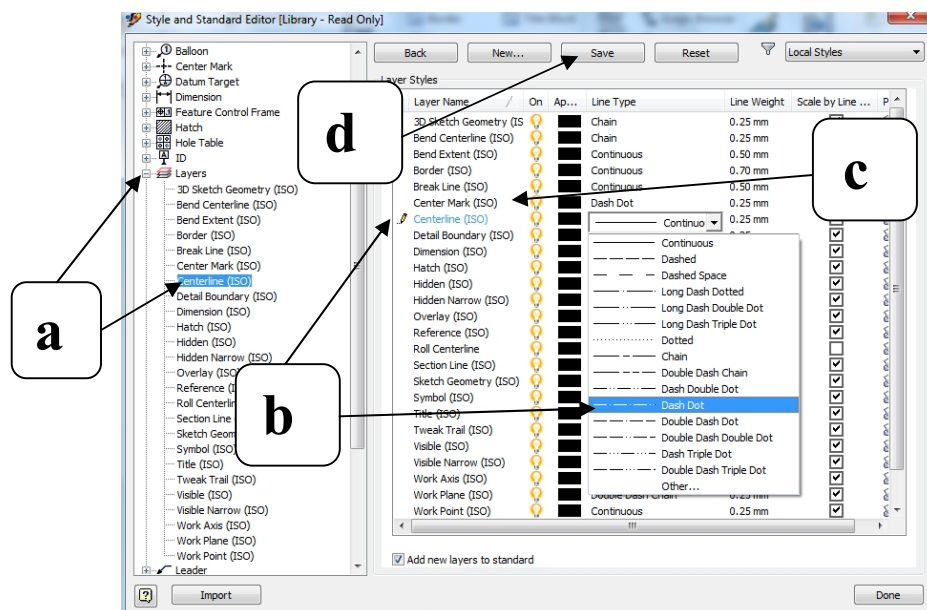 Style and Standard Editor [Library - Read Only]
Balloon
Center Mark
Datum Target
Dimension
Feature Control Frame
Hatch
Hole Table
ID
Layers
3D Sketch Geometry (ISO)
Bend Centerline (ISO)
Bend Extent (ISO)
Border (ISO)
Break Line (ISO)
Center Mark (ISO)
Centerline (ISO)
Detail Boundary (ISO)
Dimension (ISO)
Hatch (ISO)
Hidden (ISO)
Hidden Narrow (ISO)
Overlay (ISO)
Reference (I
Roll Centerlin
Section Line
Sketch Geom
Symbol (ISO)
Title (ISO)
Tweak Trail (ISO)
Visible (ISO)
Visible Narrow (ISO)
Work Axis (ISO)
Work Plane (ISO)
Work Point (ISO)
Leader
Import
Back New... Save Reset Local Styles
Layer Styles
Layer Name On Ap... Line Type Line Weight Scale by Line ... P
3D Sketch Geometry (IS Chain 0.25 mm
Bend Centerline (ISO) Chain 0.25 mm
Bend Extent (ISO) Continuous 0.50 mm
Border (ISO) Continuous 0.70 mm
Break Line (ISO) Continuous 0.50 mm
Center Mark (ISO) Dash Dot 0.25 mm
Centerline (ISO) Continuo 0.25 mm
Detail Boundary (ISO)
Dimension (ISO)
Hatch (ISO)
Hidden (ISO)
Hidden Narrow (ISO)
Overlay (ISO)
Reference (ISO)
Roll Centerline
Section Line (ISO)
Sketch Geometry (ISO)
Symbol (ISO)
Title (ISO)
Tweak Trail (ISO)
Visible (ISO)
Visible Narrow (ISO)
Work Axis (ISO)
Work Plane (ISO) Double Dash Chain 0.25 mm
Work Point (ISO) Continuous 0.25 mm
Continuous
Dashed
Dashed Space
Long Dash Dotted
Long Dash Double Dot
Long Dash Triple Dot
Dotted
Chain
Double Dash Chain
Dash Double Dot
Dash Dot
Double Dash Dot
Double Dash Double Dot
Dash Triple Dot
Double Dash Triple Dot
Other...
Add new layers to standard
Done
a
b
c
d